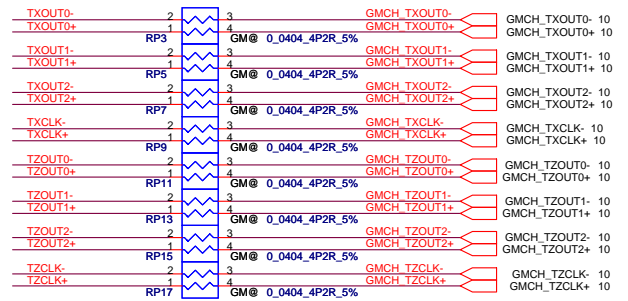 TXOUT0- 2 3 GMCH_TXOUT0- GMCH_TXOUT0- 10
TXOUT0+ 1 4 GMCH_TXOUT0+ GMCH_TXOUT0+ 10
RP3 GM@ 0_0404_4P2R_5%
TXOUT1- 2 3 GMCH_TXOUT1- GMCH_TXOUT1- 10
TXOUT1+ 1 4 GMCH_TXOUT1+ GMCH_TXOUT1+ 10
RP5 GM@ 0_0404_4P2R_5%
TXOUT2- 2 3 GMCH_TXOUT2- GMCH_TXOUT2- 10
TXOUT2+ 1 4 GMCH_TXOUT2+ GMCH_TXOUT2+ 10
RP7 GM@ 0_0404_4P2R_5%
TXCLK- 2 3 GMCH_TXCLK- GMCH_TXCLK- 10
TXCLK+ 1 4 GMCH_TXCLK+ GMCH_TXCLK+ 10
RP9 GM@ 0_0404_4P2R_5%
TZOUT0- 2 3 GMCH_TZOUT0- GMCH_TZOUT0- 10
TZOUT0+ 1 4 GMCH_TZOUT0+ GMCH_TZOUT0+ 10
RP11 GM@ 0_0404_4P2R_5%
TZOUT1- 2 3 GMCH_TZOUT1- GMCH_TZOUT1- 10
TZOUT1+ 1 4 GMCH_TZOUT1+ GMCH_TZOUT1+ 10
RP13 GM@ 0_0404_4P2R_5%
TZOUT2- 2 3 GMCH_TZOUT2- GMCH_TZOUT2- 10
TZOUT2+ 1 4 GMCH_TZOUT2+ GMCH_TZOUT2+ 10
RP15 GM@ 0_0404_4P2R_5%
TZCLK- 2 3 GMCH_TZCLK- GMCH_TZCLK- 10
TZCLK+ 1 4 GMCH_TZCLK+ GMCH_TZCLK+ 10
RP17 GM@ 0_0404_4P2R_5%